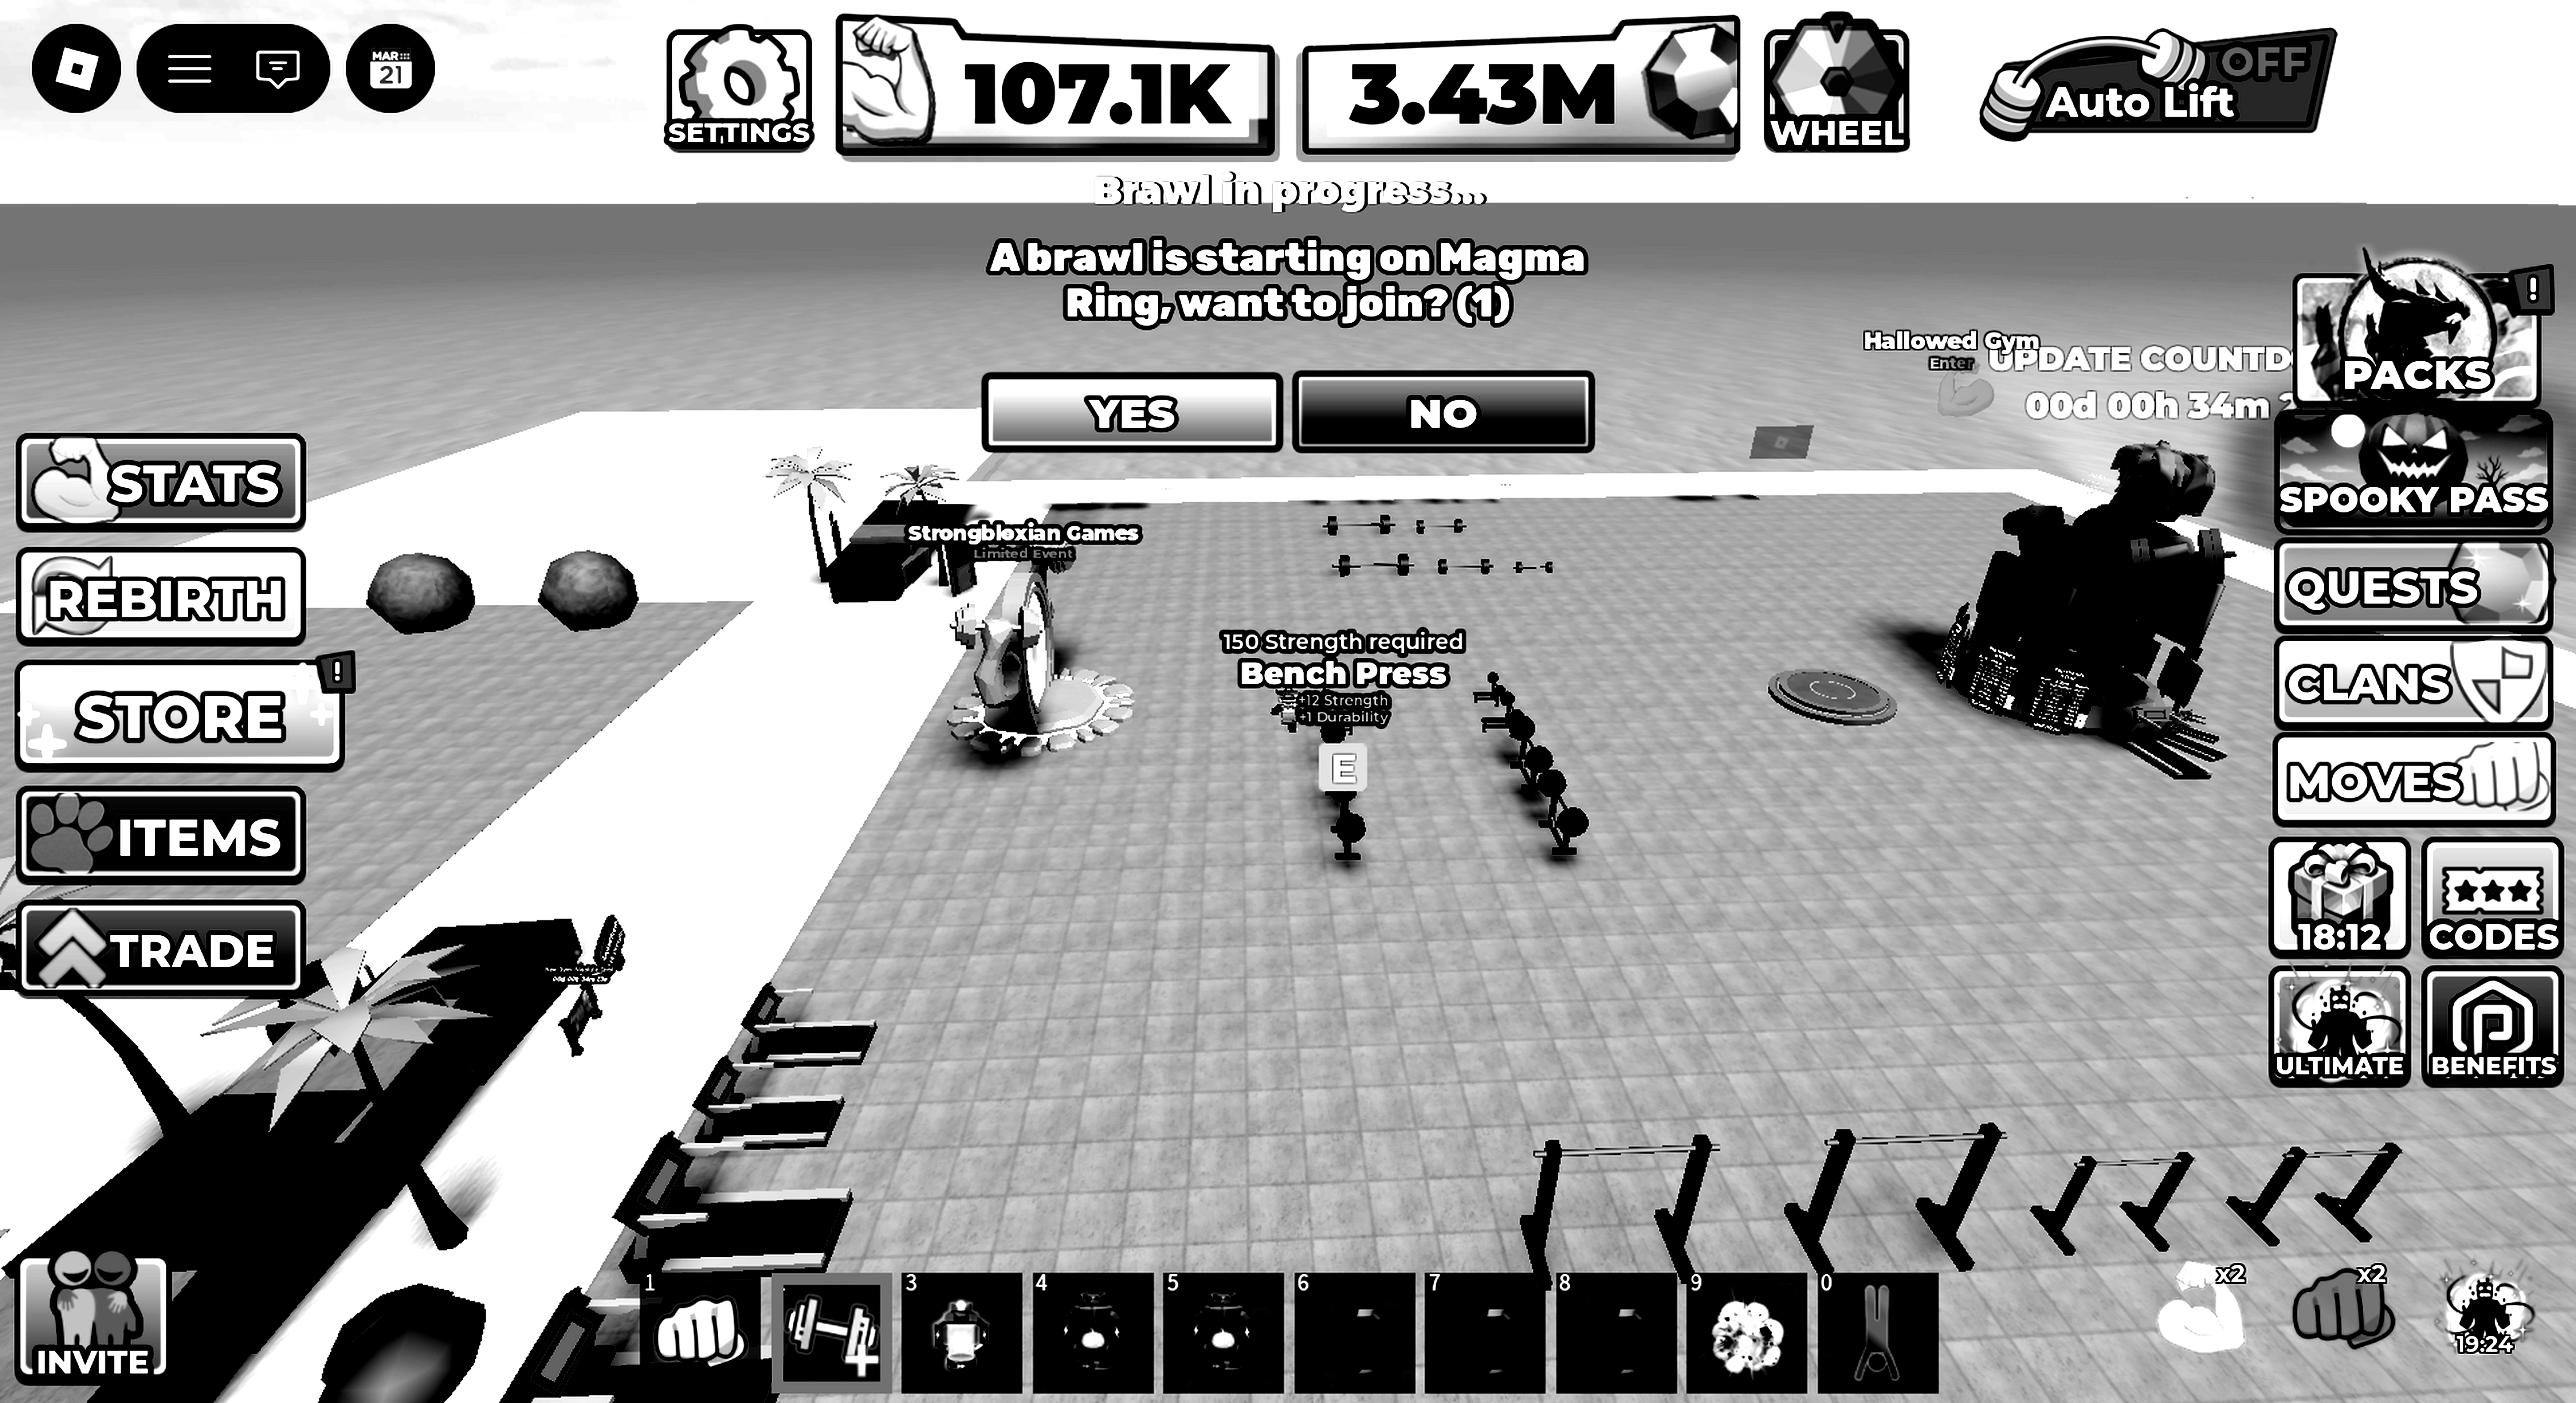 MAR
21
SETTINGS
107.1K
3.43M
WHEEL
OFF
Auto Lift
Brawl in progress...
A brawl is starting on Magma
Ring, want to join? (1)
YES
NO
Hallowed Gym
Enter
UPDATE COUNTD
00d 00h 34m
!
PACKS
SPOOKY PASS
QUESTS
CLANS
MOVES
18:12
CODES
ULTIMATE
BENEFITS
STATS
REBIRTH
!
STORE
ITEMS
TRADE
Strongbloxian Games
Limited Event
150 Strength required
Bench Press
+12 Strength
+1 Durability
E
INVITE
1
3
4
5
6
7
8
9
0
x2
x2
19:24